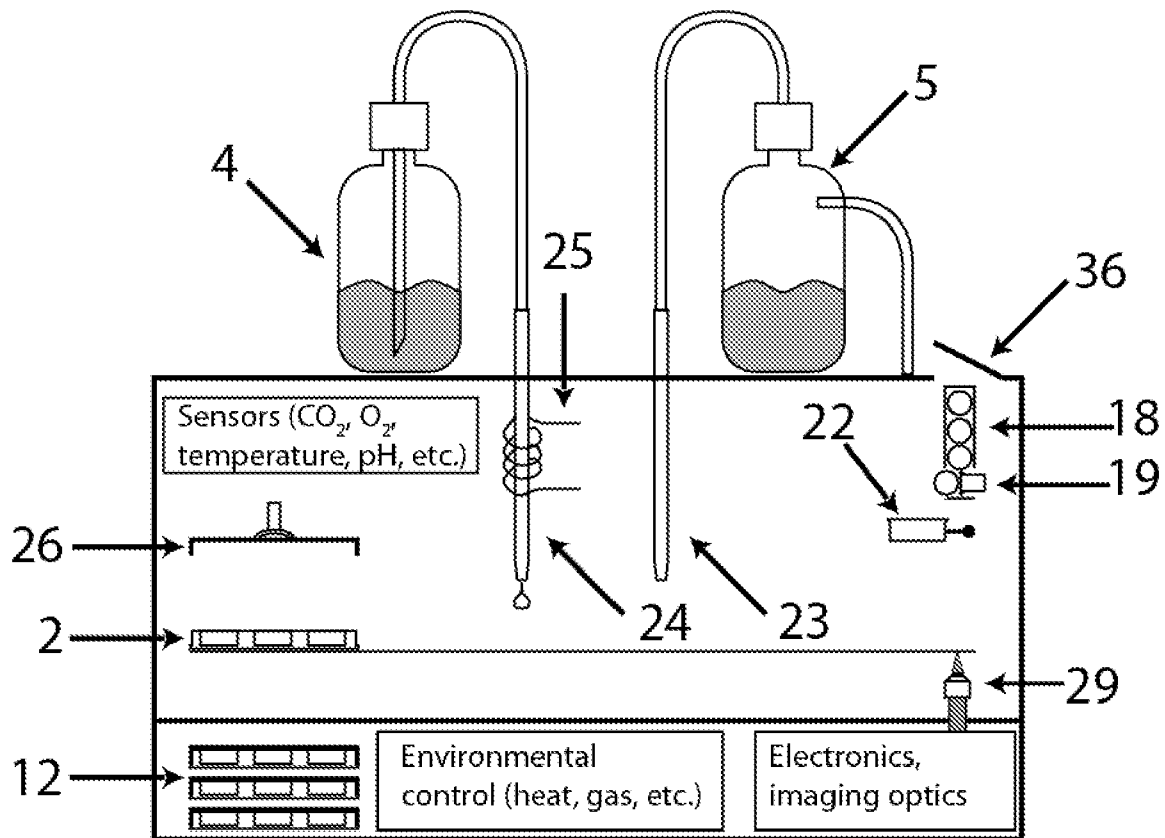 5
4
25
36
Sensors (CO₂, O₂,
temperature, pH, etc.)
18
22
19
26
24
23
2
29
12
Environmental
control (heat, gas, etc.)
Electronics,
imaging optics